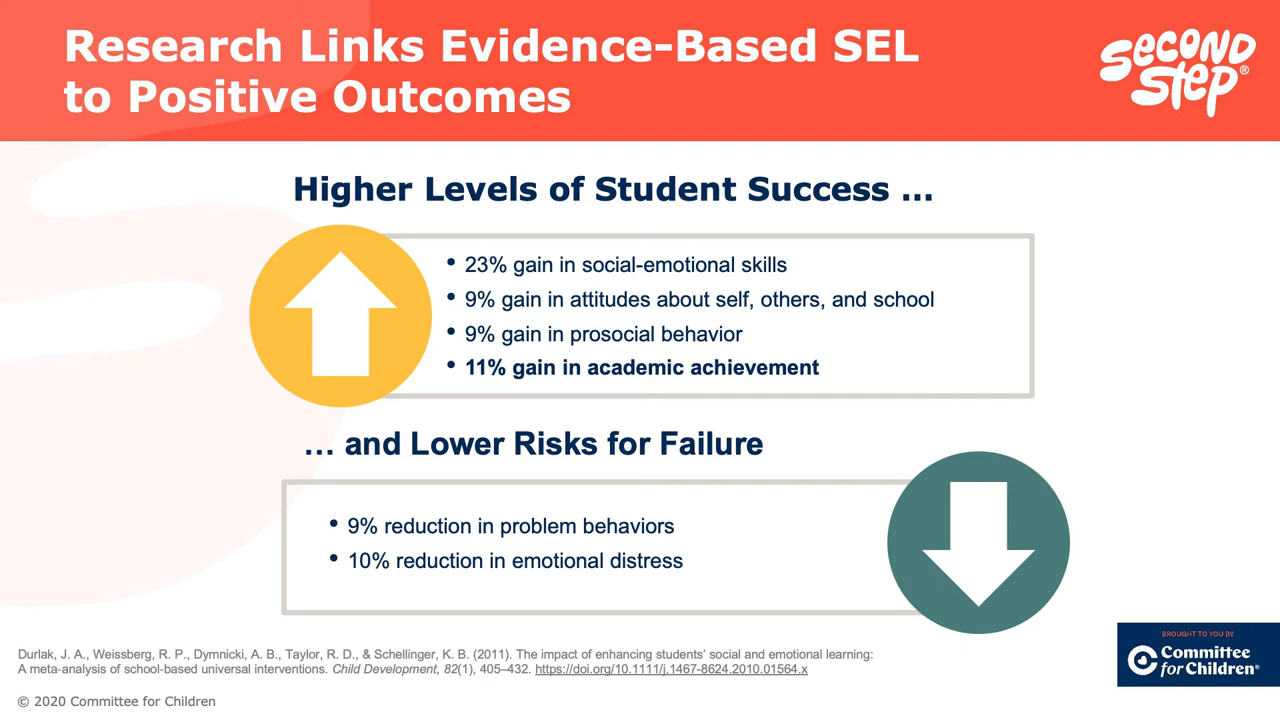 Research Links Evidence-Based SEL
to Positive Outcomes
SECOND
STEP®
Higher Levels of Student Success ...
• 23% gain in social-emotional skills
• 9% gain in attitudes about self, others, and school
• 9% gain in prosocial behavior
• 11% gain in academic achievement
... and Lower Risks for Failure
• 9% reduction in problem behaviors
• 10% reduction in emotional distress
Durlak, J. A., Weissberg, R. P., Dymnicki, A. B., Taylor, R. D., & Schellinger, K. B. (2011). The impact of enhancing students' social and emotional learning:
A meta-analysis of school-based universal interventions. Child Development, 82(1), 405–432. https://doi.org/10.1111/j.1467-8624.2010.01564.x
BROUGHT TO YOU BY
Committee
for Children®
© 2020 Committee for Children